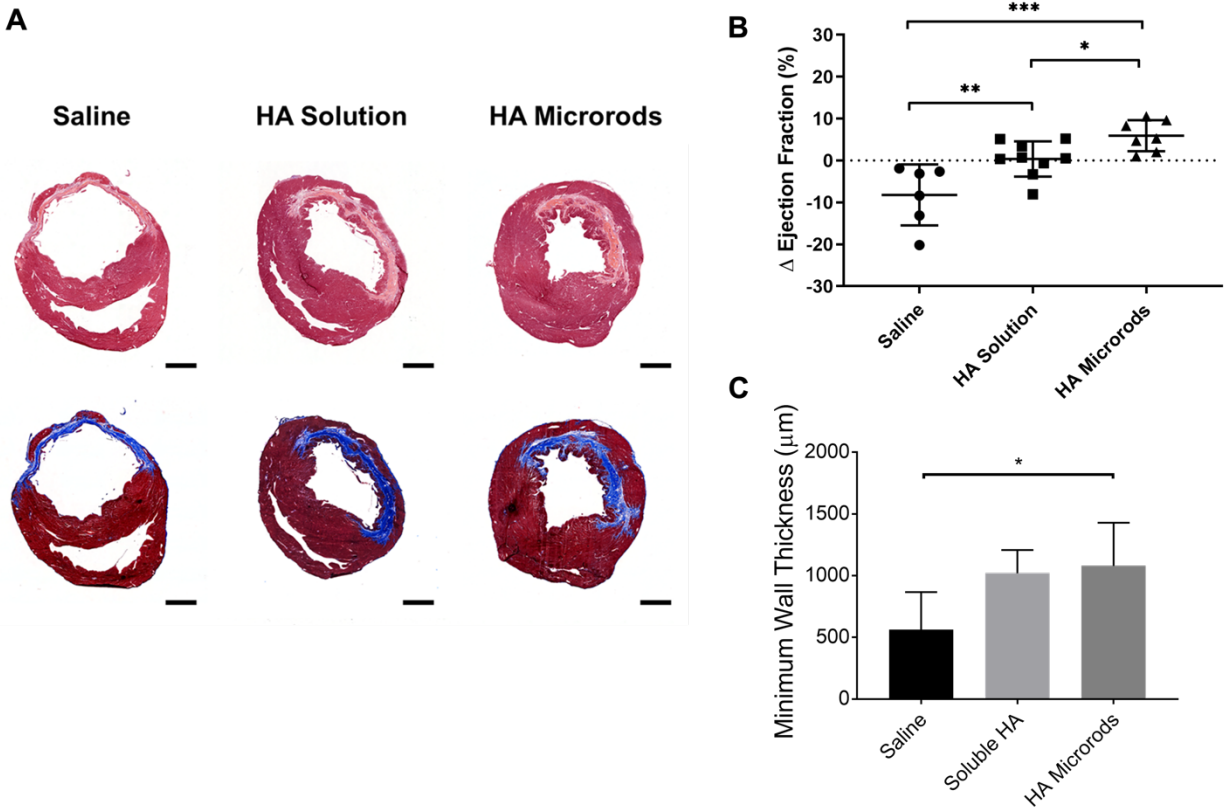 A
Saline
HA Solution
HA Microrods
B
Δ Ejection Fraction (%)
30
20
10
0
-10
-20
-30
***
*
**
Saline
HA Solution
HA Microrods
C
Minimum Wall Thickness (μm)
2000
1500
1000
500
0
*
Saline
Soluble HA
HA Microrods